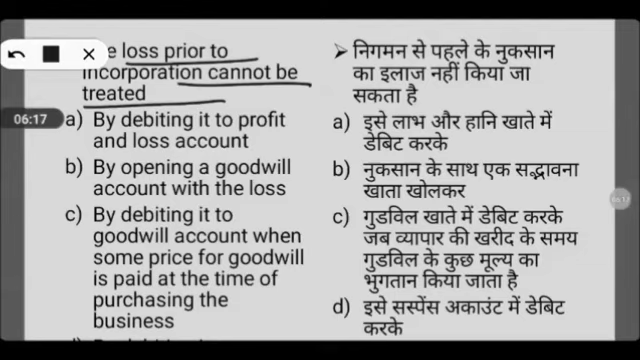 loss prior to
incorporation cannot be
treated
06:17
a) By debiting it to profit
and loss account
b) By opening a goodwill
account with the loss
c) By debiting it to
goodwill account when
some price for goodwill
is paid at the time of
purchasing the
business
➤ निगमन से पहले के नुकसान
का इलाज नहीं किया जा
सकता है
a) इसे लाभ और हानि खाते में
डेबिट करके
b) नुकसान के साथ एक सद्भावना
खाता खोलकर
c) गुडविल खाते में डेबिट करके
जब व्यापार की खरीद के समय
गुडविल के कुछ मूल्य का
भुगतान किया जाता है
d) इसे सस्पेंस अकाउंट में डेबिट
करके